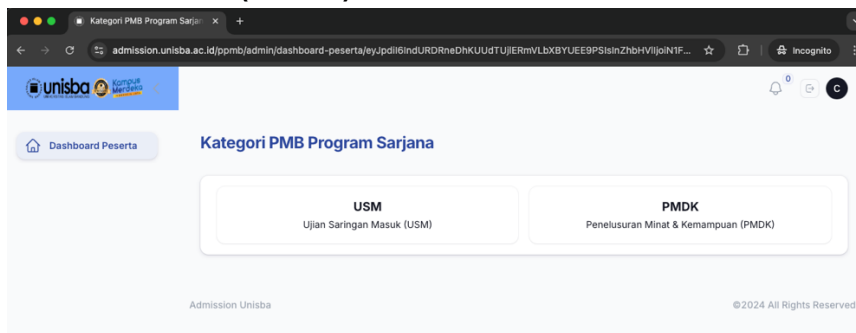 Kategori PMB Program Sarjan
admission.unisba.ac.id/ppmb/admin/dashboard-peserta/
Incognito
unisba
Kampus
Merdeka
0
C
Dashboard Peserta
Kategori PMB Program Sarjana
USM
Ujian Saringan Masuk (USM)
PMDK
Penelusuran Minat & Kemampuan (PMDK)
Admission Unisba
©2024 All Rights Reserved